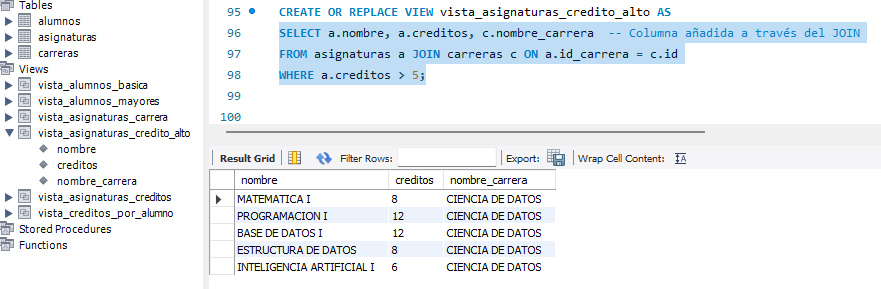 Tables
alumnos
asignaturas
carreras
Views
vista_alumnos_basica
vista_alumnos_mayores
vista_asignaturas_carrera
vista_asignaturas_credito_alto
nombre
creditos
nombre_carrera
vista_asignaturas_creditos
vista_creditos_por_alumno
Stored Procedures
Functions
95 CREATE OR REPLACE VIEW vista_asignaturas_credito_alto AS
96 SELECT a.nombre, a.creditos, c.nombre_carrera -- Columna añadida a través del JOIN
97 FROM asignaturas a JOIN carreras c ON a.id_carrera = c.id
98 WHERE a.creditos > 5;
99
100
Result Grid Filter Rows: Export: Wrap Cell Content:
nombre creditos nombre_carrera
MATEMATICA I 8 CIENCIA DE DATOS
PROGRAMACION I 12 CIENCIA DE DATOS
BASE DE DATOS I 12 CIENCIA DE DATOS
ESTRUCTURA DE DATOS 8 CIENCIA DE DATOS
INTELIGENCIA ARTIFICIAL I 6 CIENCIA DE DATOS